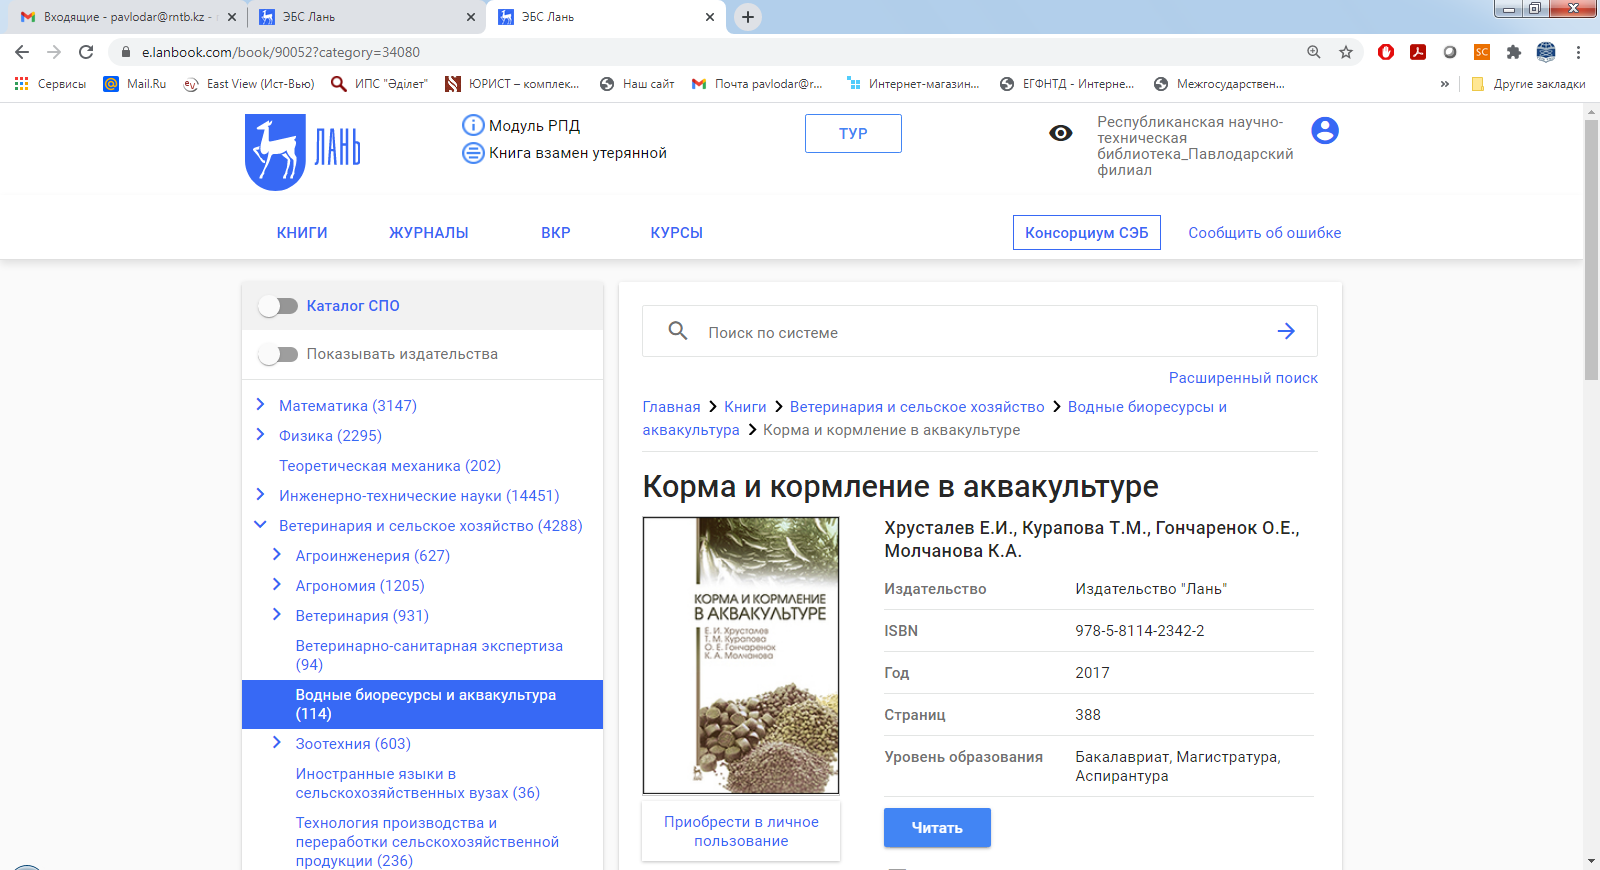 Входящие - pavlodar@rntb.kz -
ЭБС Лань
ЭБС Лань
e.lanbook.com/book/90052?category=34080
Сервисы
Mail.Ru
East View (Ист-Вью)
ИПС "Әділет"
ЮРИСТ – комплек...
Наш сайт
Почта pavlodar@r...
Интернет-магазин...
ЕГФНТД - Интерне...
Межгосударствен...
»
Другие закладки
ЛАНЬ
Модуль РПД
Книга взамен утерянной
ТУР
Республиканская научно-
техническая
библиотека_Павлодарский
филиал
КНИГИ
ЖУРНАЛЫ
ВКР
КУРСЫ
Консорциум СЭБ
Сообщить об ошибке
Каталог СПО
Показывать издательства
Математика (3147)
Физика (2295)
Теоретическая механика (202)
Инженерно-технические науки (14451)
Ветеринария и сельское хозяйство (4288)
Агроинженерия (627)
Агрономия (1205)
Ветеринария (931)
Ветеринарно-санитарная экспертиза
(94)
Водные биоресурсы и аквакультура
(114)
Зоотехния (603)
Иностранные языки в
сельскохозяйственных вузах (36)
Технология производства и
переработки сельскохозяйственной
продукции (236)
Поиск по системе
Расширенный поиск
Главная > Книги > Ветеринария и сельское хозяйство > Водные биоресурсы и
аквакультура > Корма и кормление в аквакультуре
Корма и кормление в аквакультуре
КОРМА И КОРМЛЕНИЕ
В АКВАКУЛЬТУРЕ
Е. И. Хрусталев
Т. М. Курапова
О. Е. Гончаренок
К. А. Молчанова
Приобрести в личное
пользование
Хрусталев Е.И., Курапова Т.М., Гончаренок О.Е.,
Молчанова К.А.
Издательство Издательство "Лань"
ISBN 978-5-8114-2342-2
Год 2017
Страниц 388
Уровень образования Бакалавриат, Магистратура,
Аспирантура
Читать